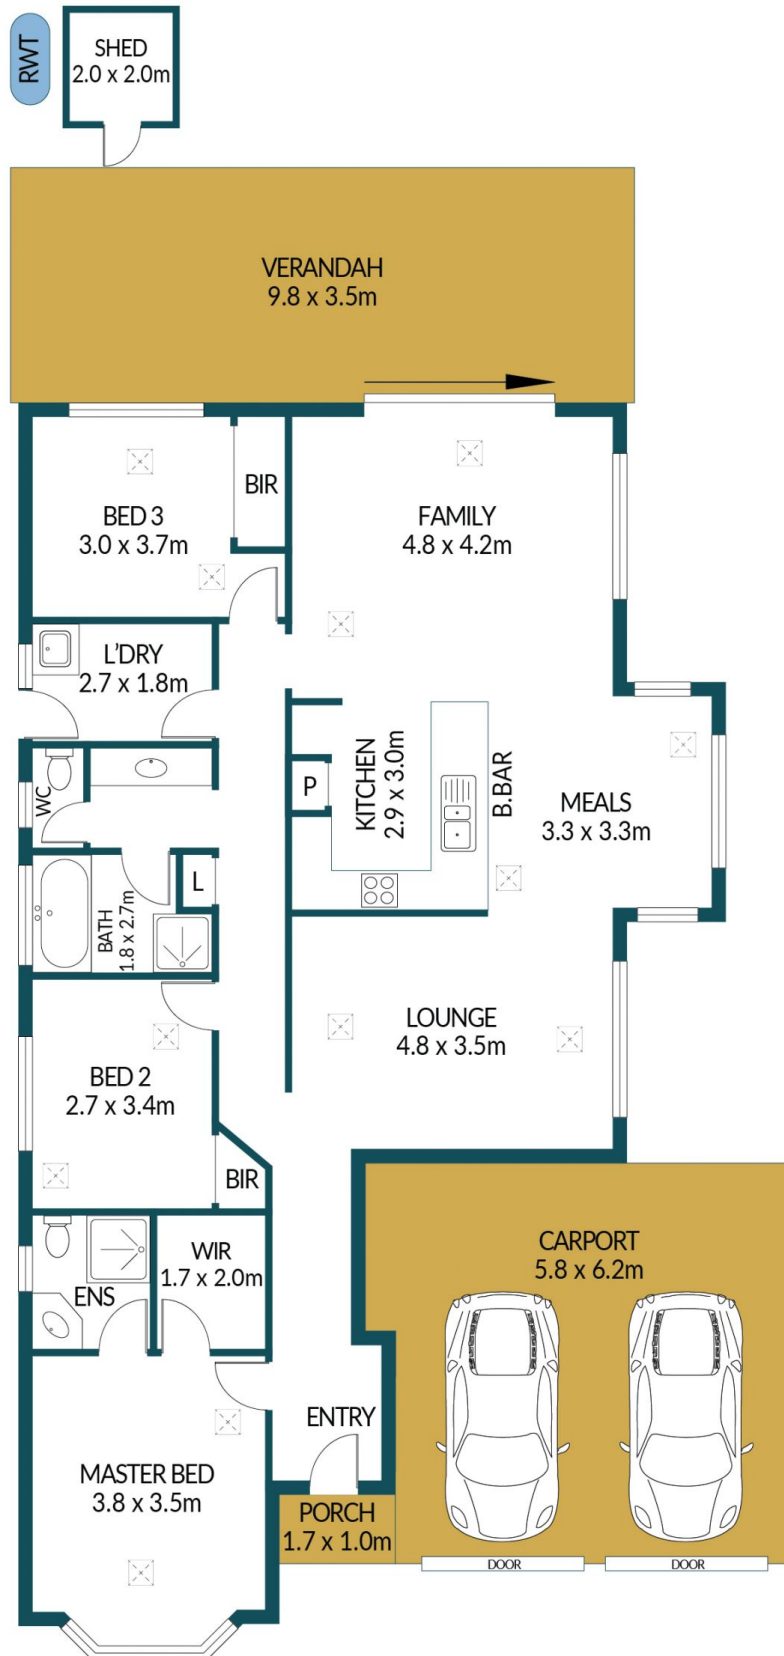 RWT
SHED
2.0 x 2.0m
VERANDAH
9.8 x 3.5m
BED 3
3.0 x 3.7m
BIR
FAMILY
4.8 x 4.2m
L'DRY
2.7 x 1.8m
WC
P
KITCHEN
2.9 x 3.0m
B.BAR
MEALS
3.3 x 3.3m
L
BATH
1.8 x 2.7m
LOUNGE
4.8 x 3.5m
BED 2
2.7 x 3.4m
BIR
ENS
WIR
1.7 x 2.0m
CARPORT
5.8 x 6.2m
ENTRY
MASTER BED
3.8 x 3.5m
PORCH
1.7 x 1.0m
DOOR
DOOR